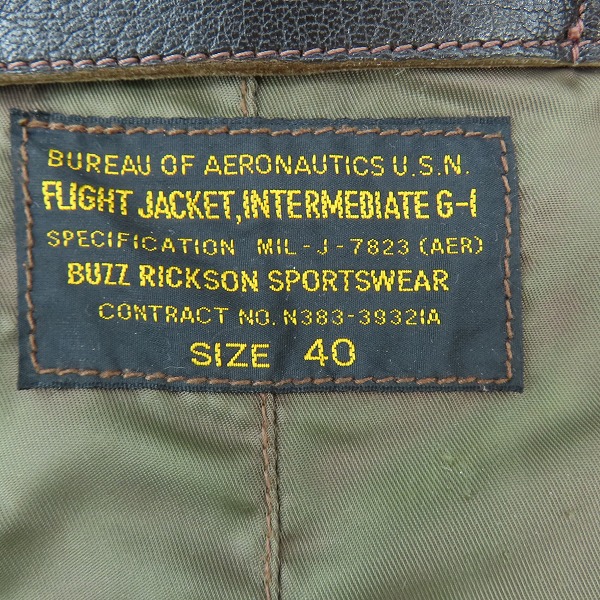 BUREAU OF AERONAUTICS U.S.N.
FLIGHT JACKET, INTERMEDIATE G-1
SPECIFICATION MIL-J-7823 (AER)
BUZZ RICKSON SPORTSWEAR
CONTRACT NO. N383-39321A
SIZE 40